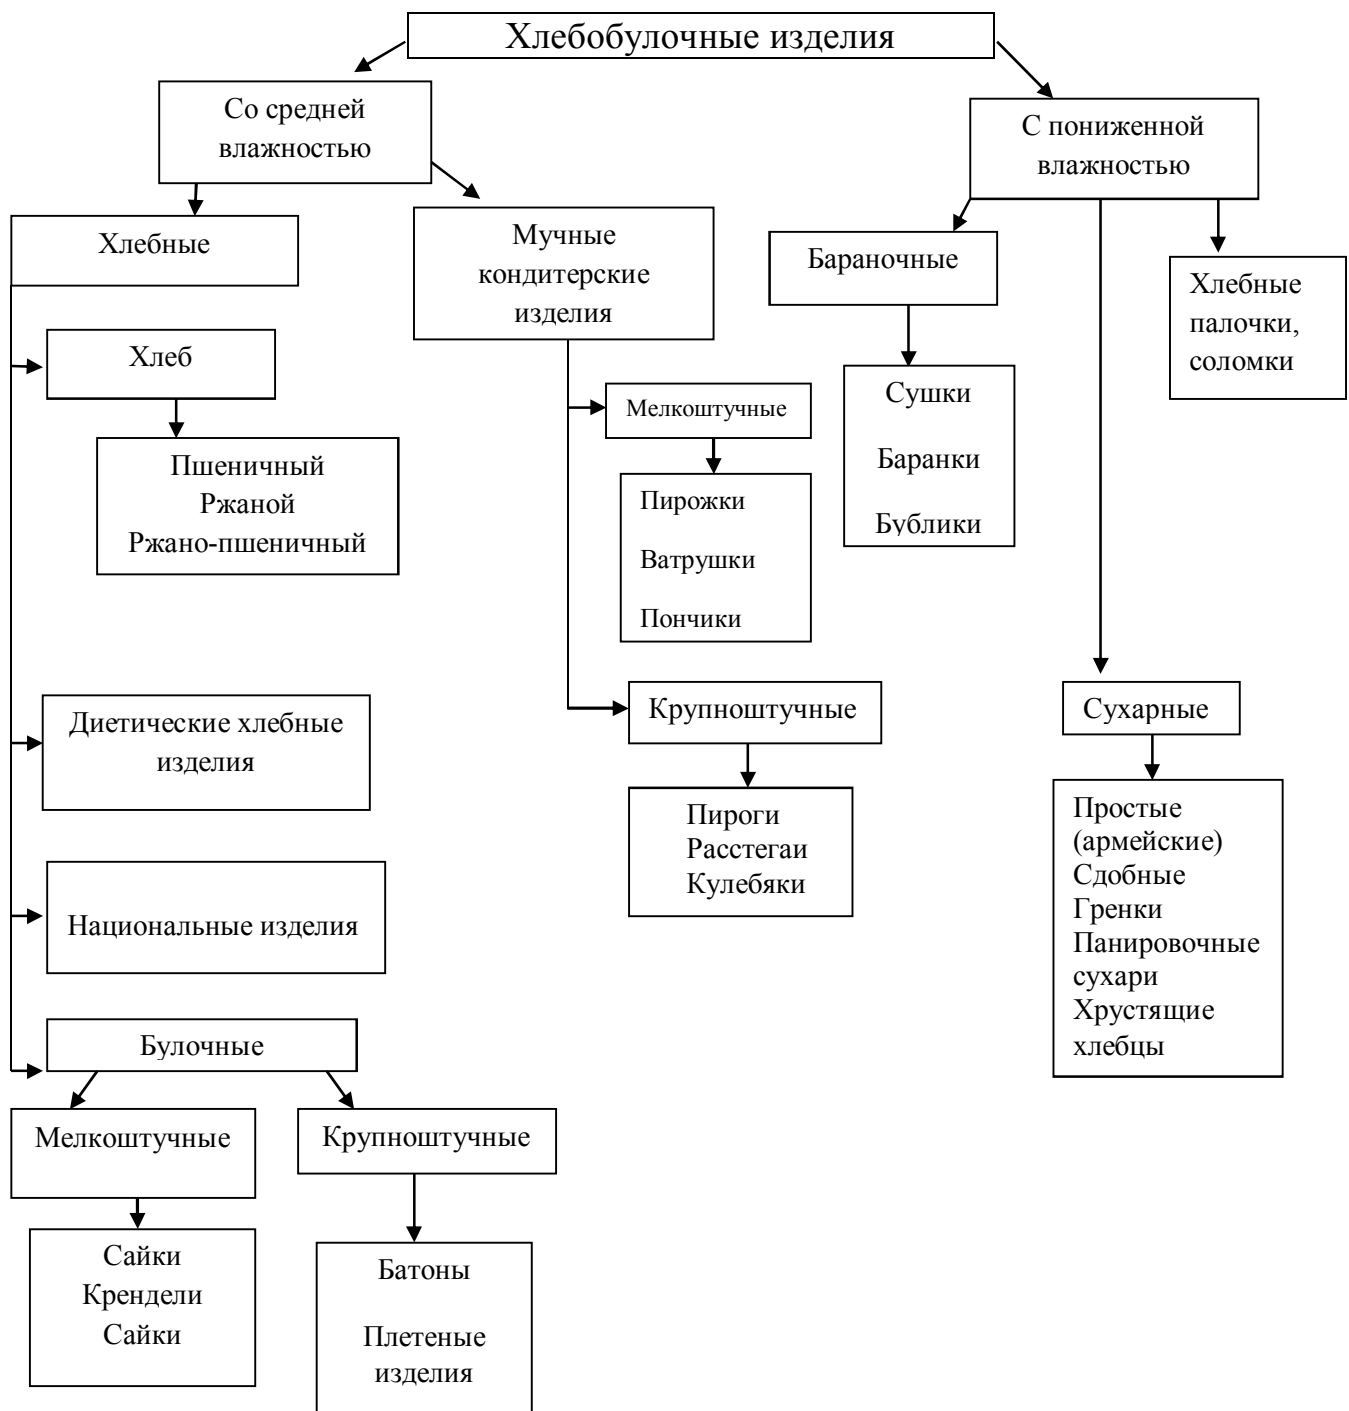 Хлебобулочные изделия
Со средней
влажностью
С пониженной
влажностью
Хлебные
Мучные
кондитерские
изделия
Бараночные
Хлебные
палочки,
соломки
Хлеб
Пшеничный
Ржаной
Ржано-пшеничный
Мелкоштучные
Пирожки
Ватрушки
Пончики
Сушки
Баранки
Бублики
Диетические хлебные
изделия
Крупноштучные
Пироги
Расстегаи
Кулебяки
Сухарные
Простые
(армейские)
Сдобные
Гренки
Панировочные
сухари
Хрустящие
хлебцы
Национальные изделия
Булочные
Мелкоштучные
Крупноштучные
Сайки
Крендели
Сайки
Батоны
Плетеные
изделия